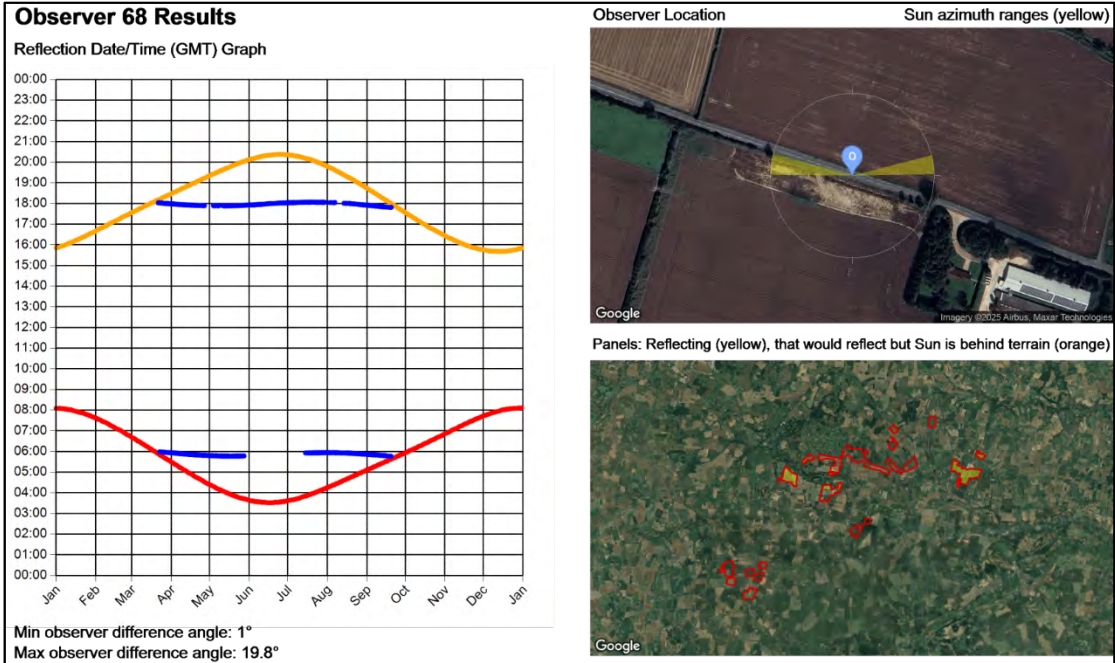 Observer 68 Results
Reflection Date/Time (GMT) Graph
00:00
23:00
22:00
21:00
20:00
19:00
18:00
17:00
16:00
15:00
14:00
13:00
12:00
11:00
10:00
09:00
08:00
07:00
06:00
05:00
04:00
03:00
02:00
01:00
00:00
Jan Feb Mar Apr May Jun Jul Aug Sep Oct Nov Dec Jan
Min observer difference angle: 1°
Max observer difference angle: 19.8°
Observer Location Sun azimuth ranges (yellow)
O
Google
Imagery ©2025 Airbus, Maxar Technologies
Panels: Reflecting (yellow), that would reflect but Sun is behind terrain (orange)
Google